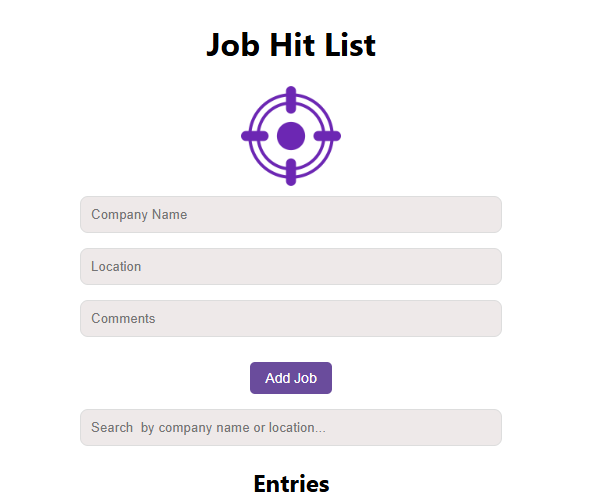 Job Hit List
Company Name
Location
Comments
Add Job
Search  by company name or location...
Entries